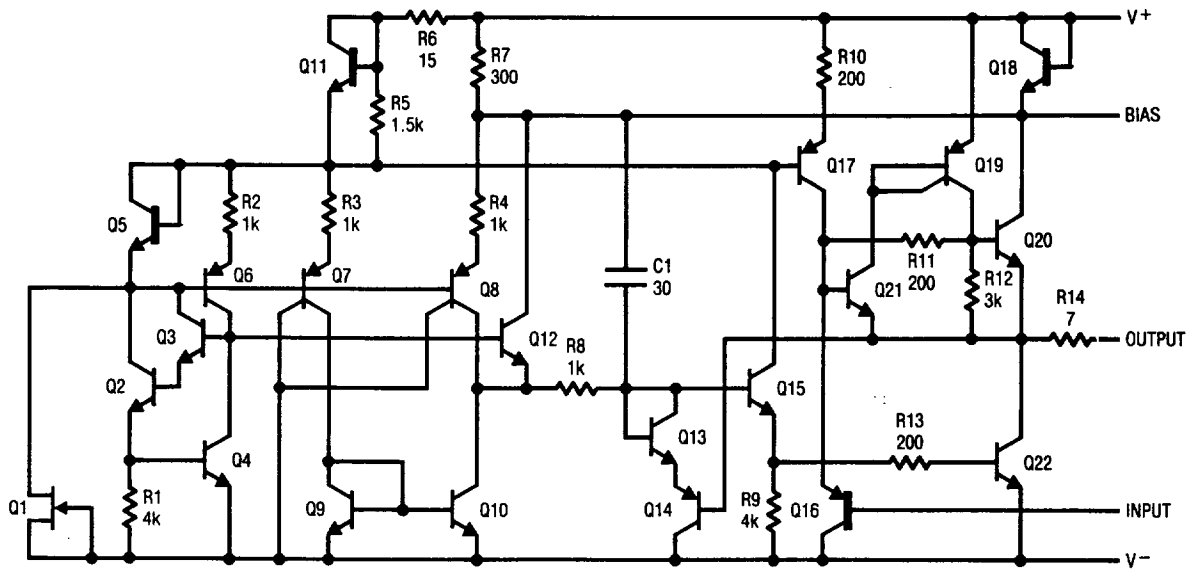 V+
R6
15
R7
300
R10
200
Q11
Q18
R5
1.5k
BIAS
Q17
Q19
R2
1k
R3
1k
R4
1k
Q5
Q6
Q7
Q8
C1
30
R11
200
Q20
R12
3k
Q21
R14
7
Q3
Q12
OUTPUT
R8
1k
Q2
Q15
Q13
R13
200
Q4
Q22
Q1
R1
4k
Q9
Q10
Q14
R9
4k
Q16
INPUT
V−